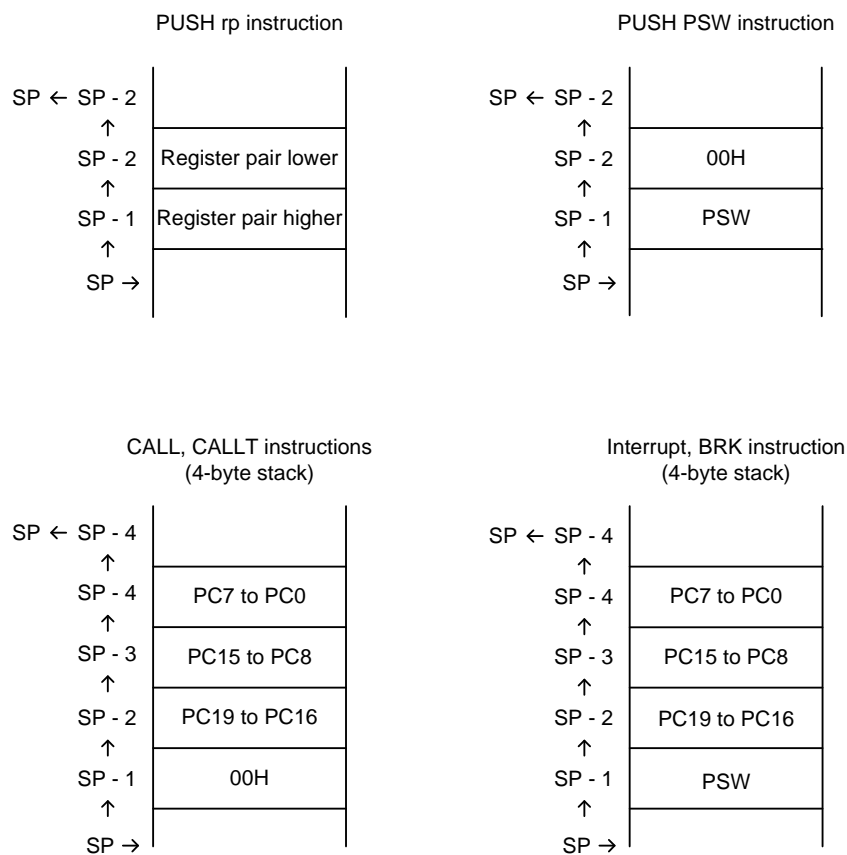 PUSH rp instruction
SP ← SP - 2
↑
SP - 2 Register pair lower
↑
SP - 1 Register pair higher
↑
SP →
PUSH PSW instruction
SP ← SP - 2
↑
SP - 2 00H
↑
SP - 1 PSW
↑
SP →
CALL, CALLT instructions
(4-byte stack)
SP ← SP - 4
↑
SP - 4 PC7 to PC0
↑
SP - 3 PC15 to PC8
↑
SP - 2 PC19 to PC16
↑
SP - 1 00H
↑
SP →
Interrupt, BRK instruction
(4-byte stack)
SP ← SP - 4
↑
SP - 4 PC7 to PC0
↑
SP - 3 PC15 to PC8
↑
SP - 2 PC19 to PC16
↑
SP - 1 PSW
↑
SP →